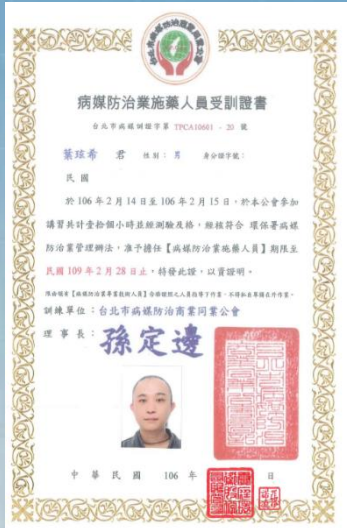 病媒防治業施藥人員受訓證書
台北市病媒訓證字第 TPCA10601 - 20 號
葉珏希 君 性別：男 身分證字號：
民國
於 106 年 2 月 14 日至 106 年 2 月 15 日，於本公會參加
講習共計壹拾個小時並經測驗及格，經核符合 環保署病媒
防治業管理辦法，准予擔任【病媒防治業施藥人員】期限至
民國 109 年 2 月 28 日止，特發此證，以資證明。
訓練單位：台北市病媒防治商業同業公會
理事長：孫定邊
中華民國 106 年 日